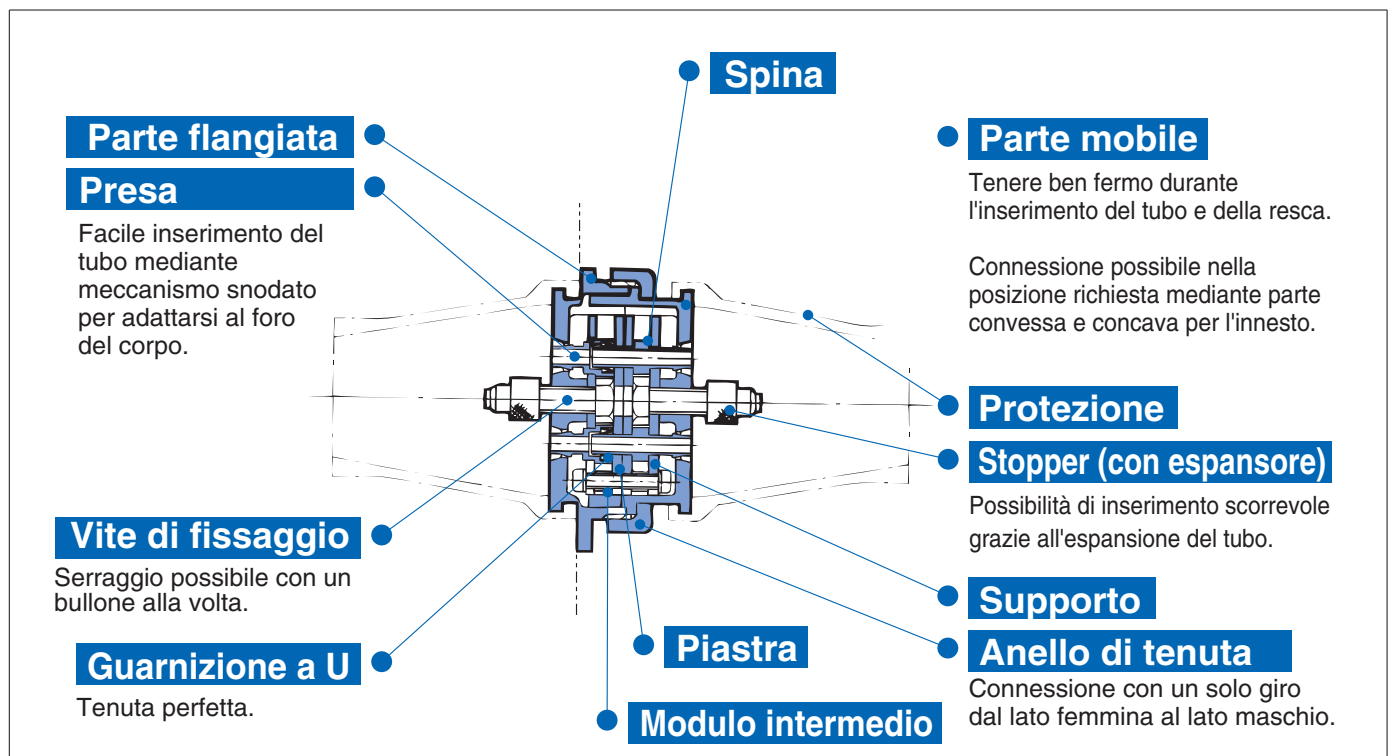 Spina
Parte flangiata
Presa
Facile inserimento del
tubo mediante
meccanismo snodato
per adattarsi al foro
del corpo.
Vite di fissaggio
Serraggio possibile con un
bullone alla volta.
Guarnizione a U
Tenuta perfetta.
Piastra
Modulo intermedio
Parte mobile
Tenere ben fermo durante
l'inserimento del tubo e della resca.
Connessione possibile nella
posizione richiesta mediante parte
convessa e concava per l'innesto.
Protezione
Stopper (con espansore)
Possibilità di inserimento scorrevole
grazie all'espansione del tubo.
Supporto
Anello di tenuta
Connessione con un solo giro
dal lato femmina al lato maschio.